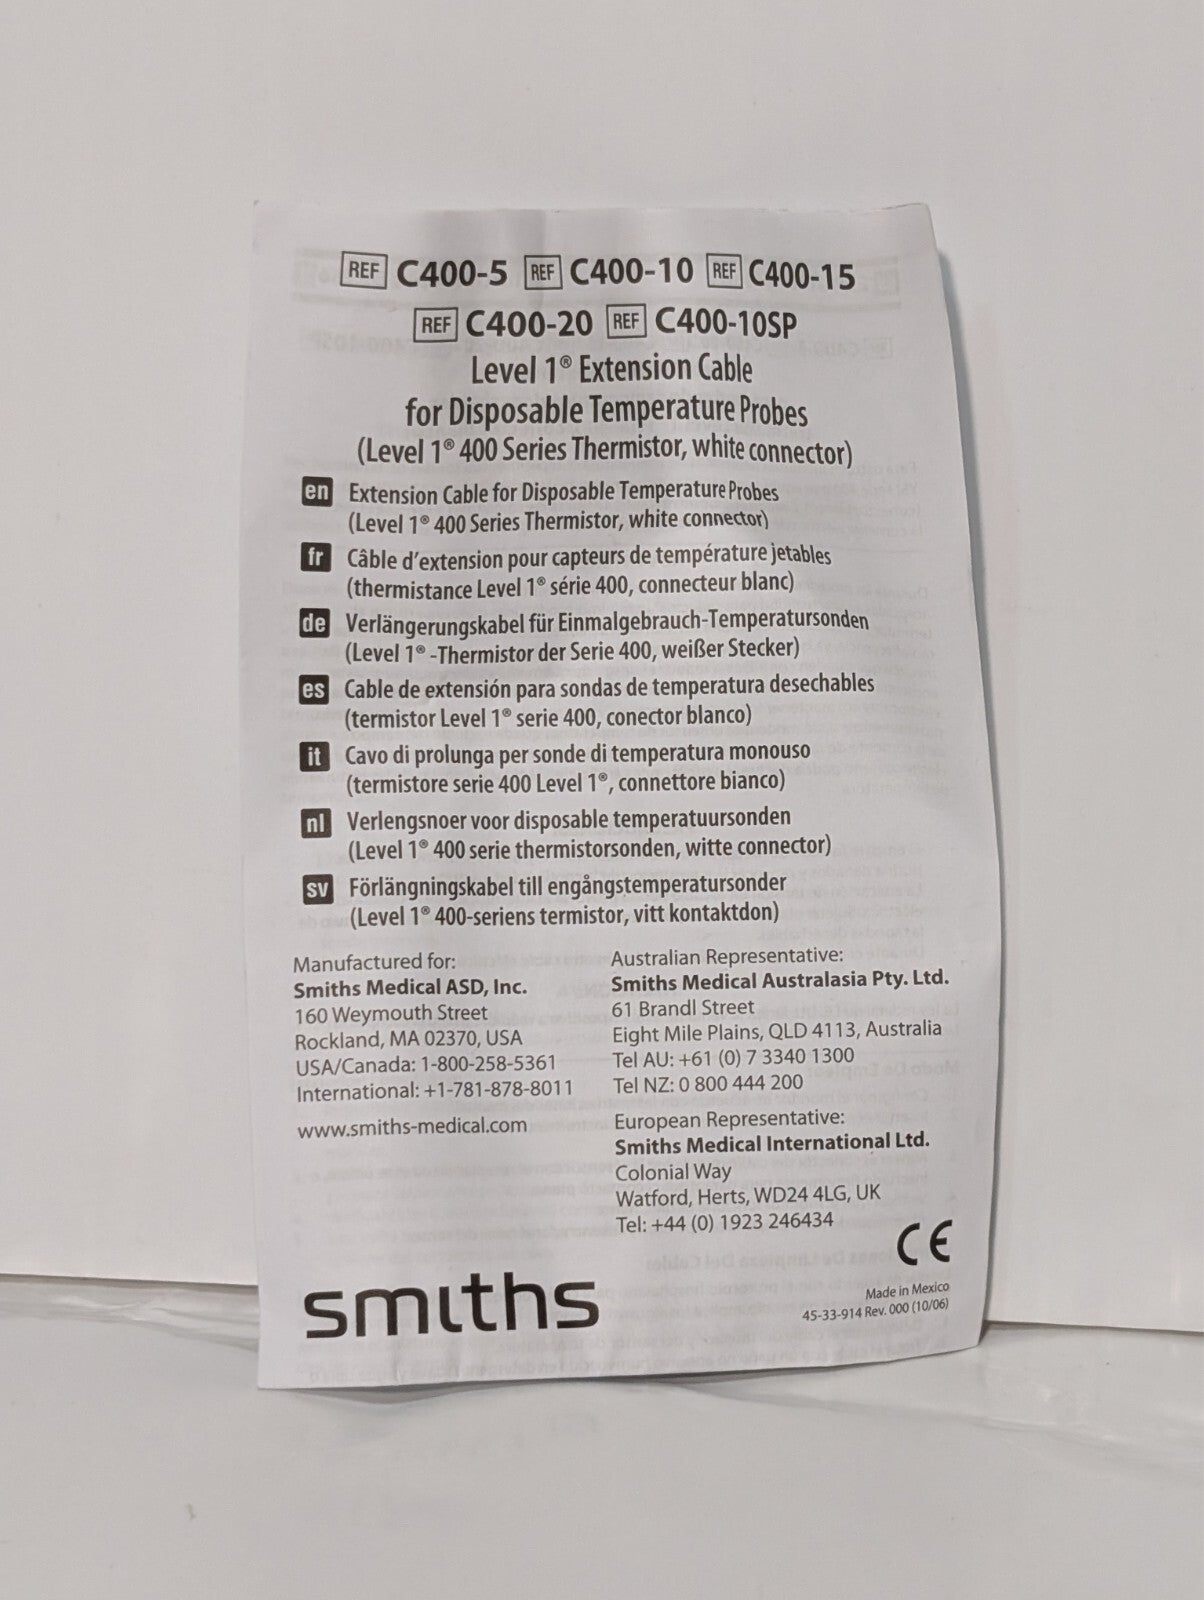 REF C400-5 REF C400-10 REF C400-15
REF C400-20 REF C400-10SP
Level 1® Extension Cable
for Disposable Temperature Probes
(Level 1® 400 Series Thermistor, white connector)
en Extension Cable for Disposable Temperature Probes
(Level 1® 400 Series Thermistor, white connector)
fr Câble d'extension pour capteurs de température jetables
(thermistance Level 1® série 400, connecteur blanc)
de Verlängerungskabel für Einmalgebrauch-Temperatursonden
(Level 1® -Thermistor der Serie 400, weißer Stecker)
es Cable de extensión para sondas de temperatura desechables
(termistor Level 1® serie 400, conector blanco)
it Cavo di prolunga per sonde di temperatura monouso
(termistore serie 400 Level 1®, connettore bianco)
nl Verlengsnoer voor disposable temperatuursonden
(Level 1® 400 serie thermistorsonden, witte connector)
sv Förlängningskabel till engångstemperatursonder
(Level 1® 400-seriens termistor, vitt kontaktdon)
Manufactured for:
Smiths Medical ASD, Inc.
160 Weymouth Street
Rockland, MA 02370, USA
USA/Canada: 1-800-258-5361
International: +1-781-878-8011
www.smiths-medical.com
Australian Representative:
Smiths Medical Australasia Pty. Ltd.
61 Brandl Street
Eight Mile Plains, QLD 4113, Australia
Tel AU: +61 (0) 7 3340 1300
Tel NZ: 0 800 444 200
European Representative:
Smiths Medical International Ltd.
Colonial Way
Watford, Herts, WD24 4LG, UK
Tel: +44 (0) 1923 246434
CE
smiths
Made in Mexico
45-33-914 Rev. 000 (10/06)